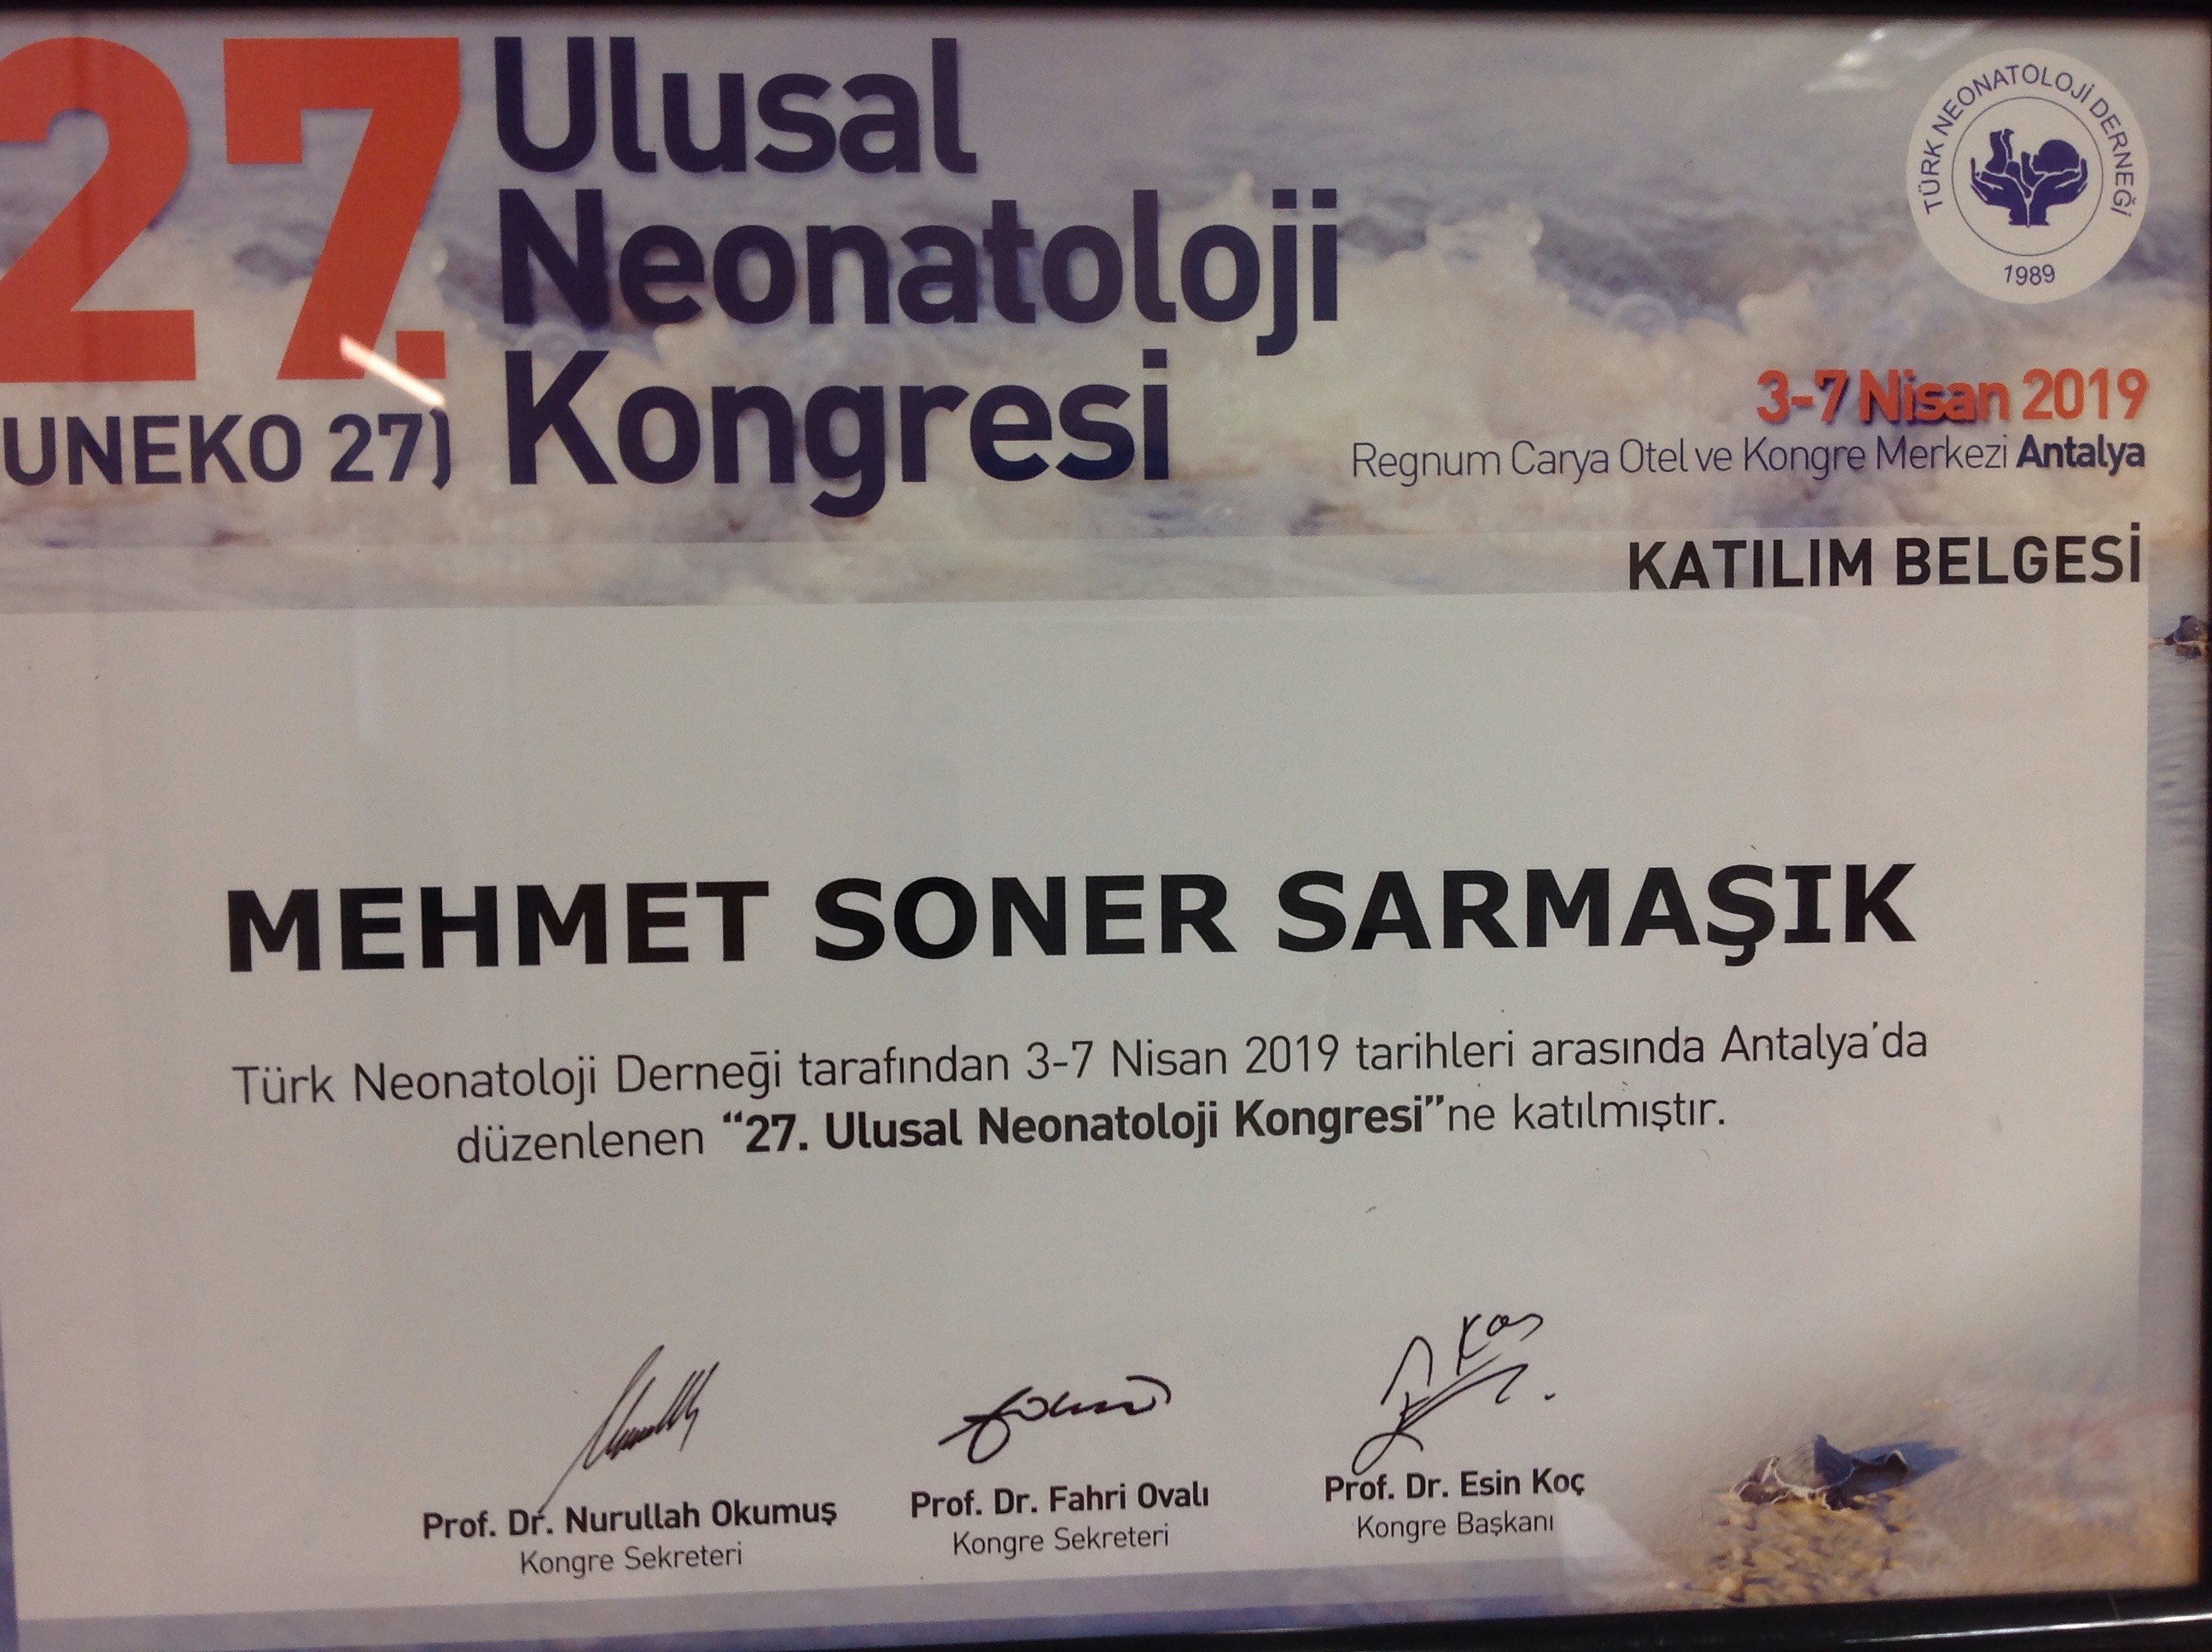 27. Ulusal
Neonatoloji
(UNEKO 27) Kongresi
TÜRK NEONATOLOJİ DERNEĞİ
1989
3-7 Nisan 2019
Regnum Carya Otel ve Kongre Merkezi Antalya
KATILIM BELGESİ
MEHMET SONER SARMAŞIK
Türk Neonatoloji Derneği tarafından 3-7 Nisan 2019 tarihleri arasında Antalya'da
düzenlenen “27. Ulusal Neonatoloji Kongresi”ne katılmıştır.
Prof. Dr. Nurullah Okumuş
Kongre Sekreteri
Prof. Dr. Fahri Ovalı
Kongre Sekreteri
Prof. Dr. Esin Koç
Kongre Başkanı